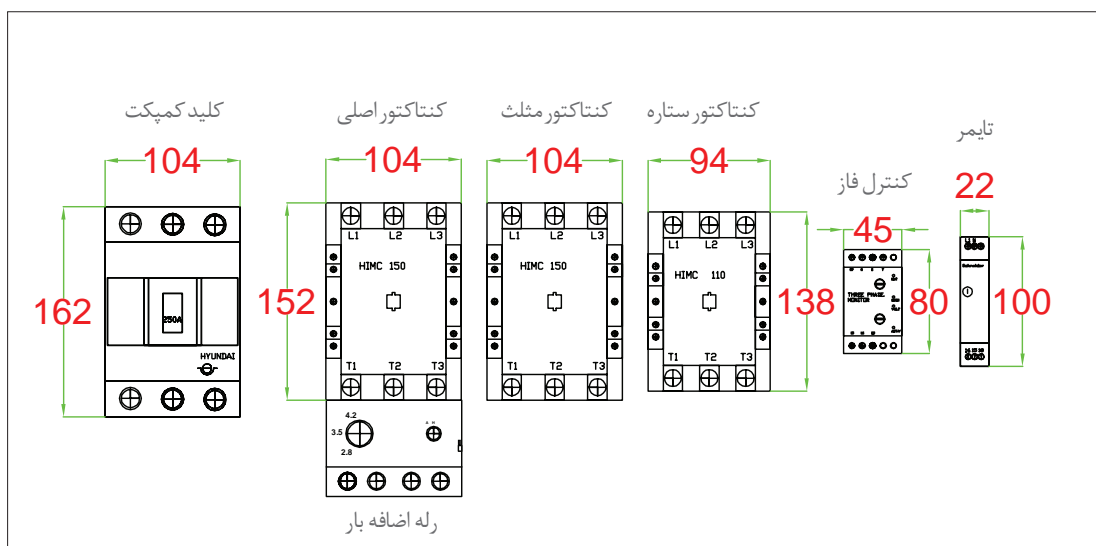 کلید کمپکت
کنتاکتور اصلی
کنتاکتور مثلث
کنتاکتور ستاره
تایمر
کنترل فاز
104
104
104
94
22
45
162
152
138
80
100
L1 L2 L3
HIMC 150
T1 T2 T3
L1 L2 L3
HIMC 150
T1 T2 T3
L1 L2 L3
HIMC 110
T1 T2 T3
250A
HYUNDAI
THREE PHASE
MONITOR
Schneider
4.2
3.5
2.8
رله اضافه بار